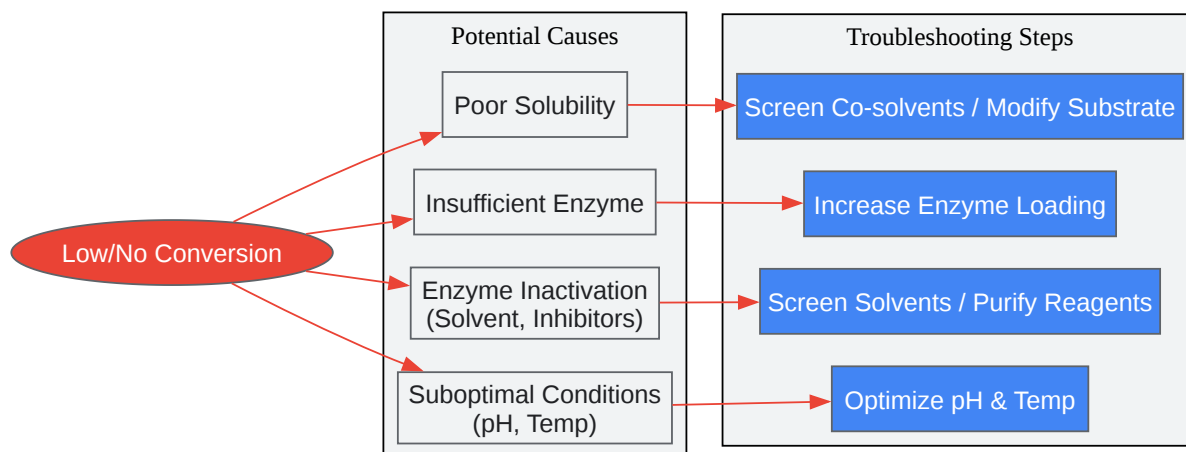 Low/No Conversion
Potential Causes
Poor Solubility
Insufficient Enzyme
Enzyme Inactivation
(Solvent, Inhibitors)
Suboptimal Conditions
(pH, Temp)
Troubleshooting Steps
Screen Co-solvents / Modify Substrate
Increase Enzyme Loading
Screen Solvents / Purify Reagents
Optimize pH & Temp